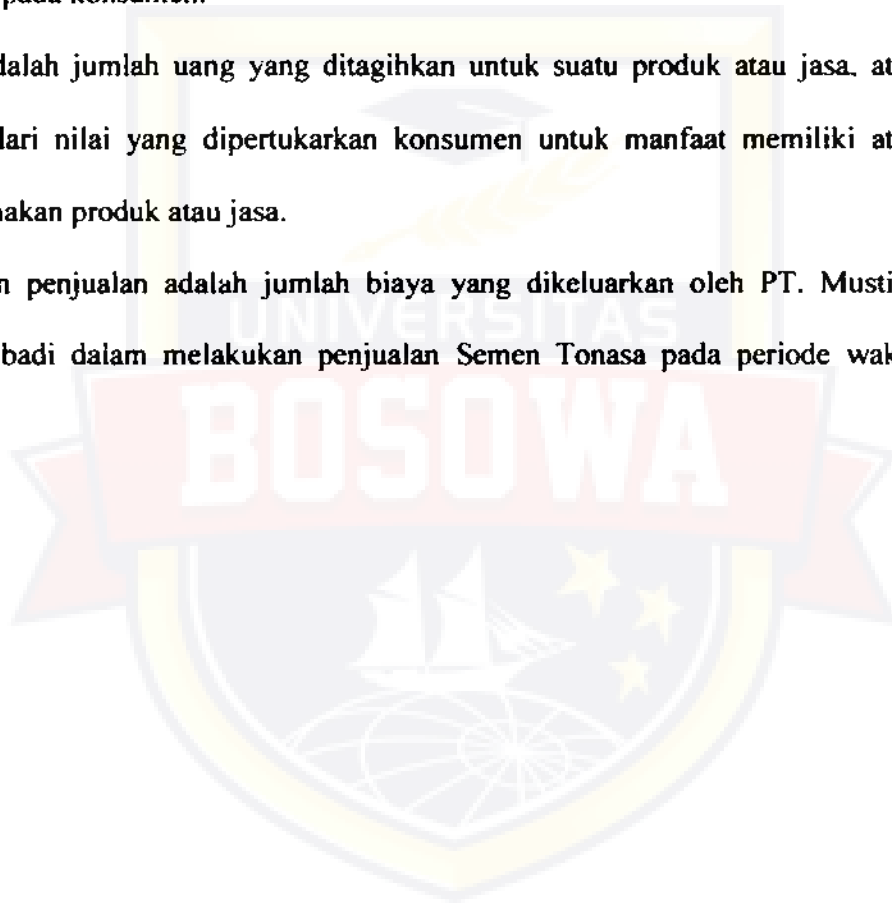 pada konsumen.
dalah jumlah uang yang ditagihkan untuk suatu produk atau jasa. at
lari nilai yang dipertukarkan konsumen untuk manfaat memiliki at
nakan produk atau jasa.
n penjualan adalah jumlah biaya yang dikeluarkan oleh PT. Musti
badi dalam melakukan penjualan Semen Tonasa pada periode wak
UNIVERSITAS
BOSOWA